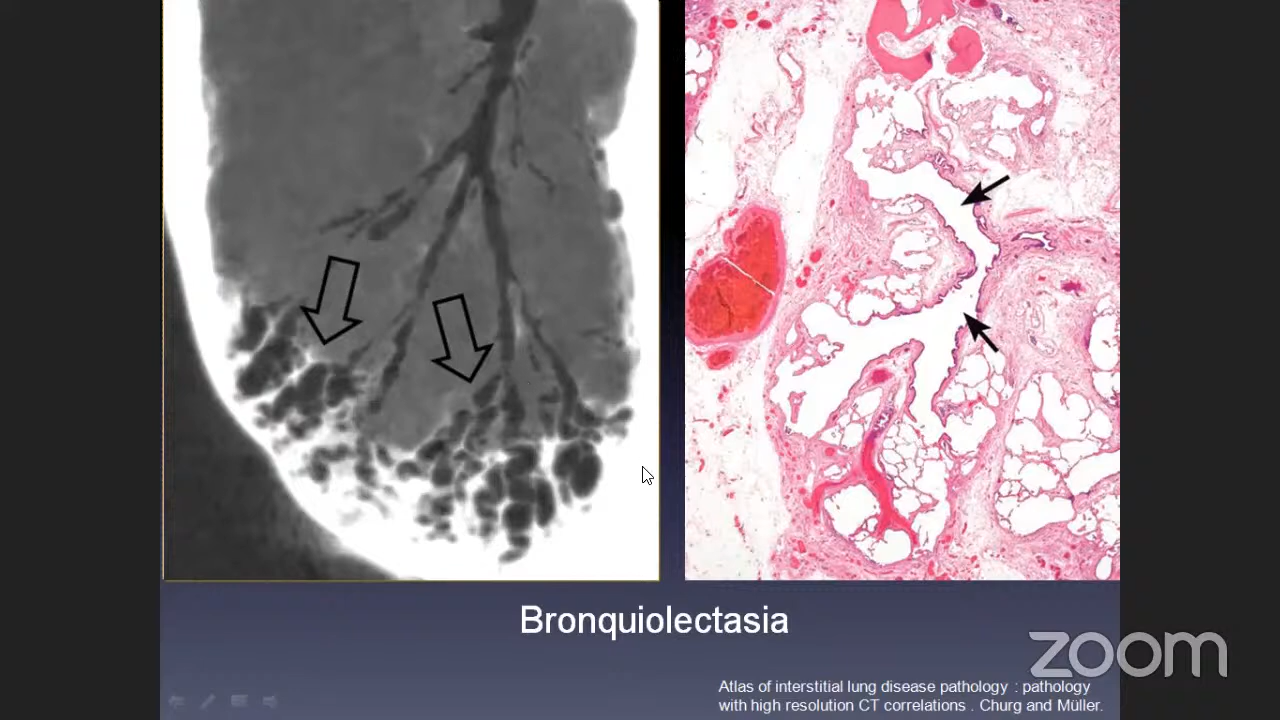 Bronquiolectasia
zoom
Atlas of interstitial lung disease pathology : pathology
with high resolution CT correlations . Churg and Müller.